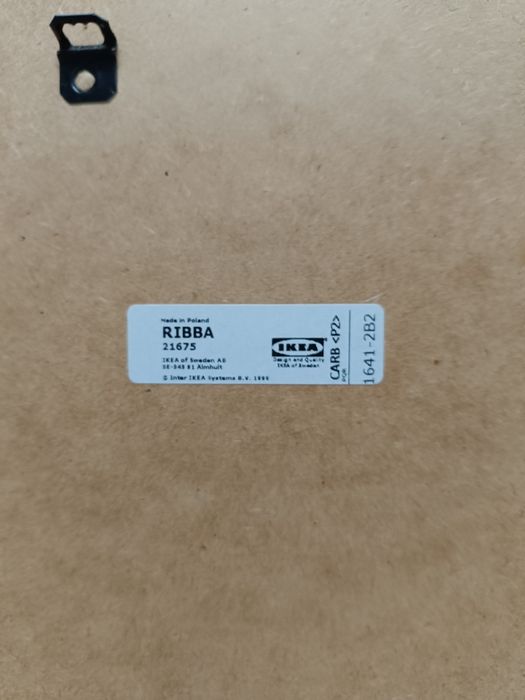 Made in Poland
RIBBA
21675
IKEA of Sweden AB
SE-343 81 Älmhult
© Inter IKEA Systems B.V. 1999
IKEA
Design and Quality
IKEA of Sweden
CARB <P2>
1641-2B2